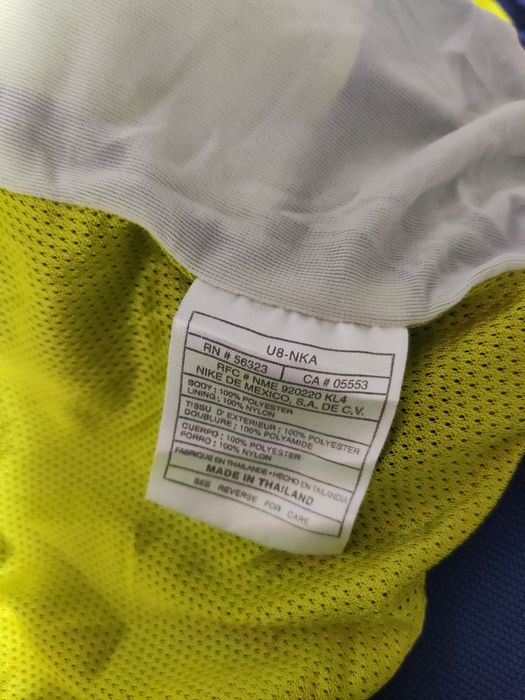 U8-NKA
RN # 56323 CA # 05553
RFC # NME 920220 KL4
NIKE DE MEXICO, S.A. DE C.V.
BODY : 100% POLYESTER
LINING : 100% NYLON
TISSU D' EXTERIEUR : 100% POLYESTER
DOUBLURE : 100% POLYAMIDE
CUERPO : 100% POLYESTER
FORRO : 100% NYLON
FABRIQUE EN THAILANDE • HECHO EN TAILANDIA
MADE IN THAILAND
SEE REVERSE FOR CARE